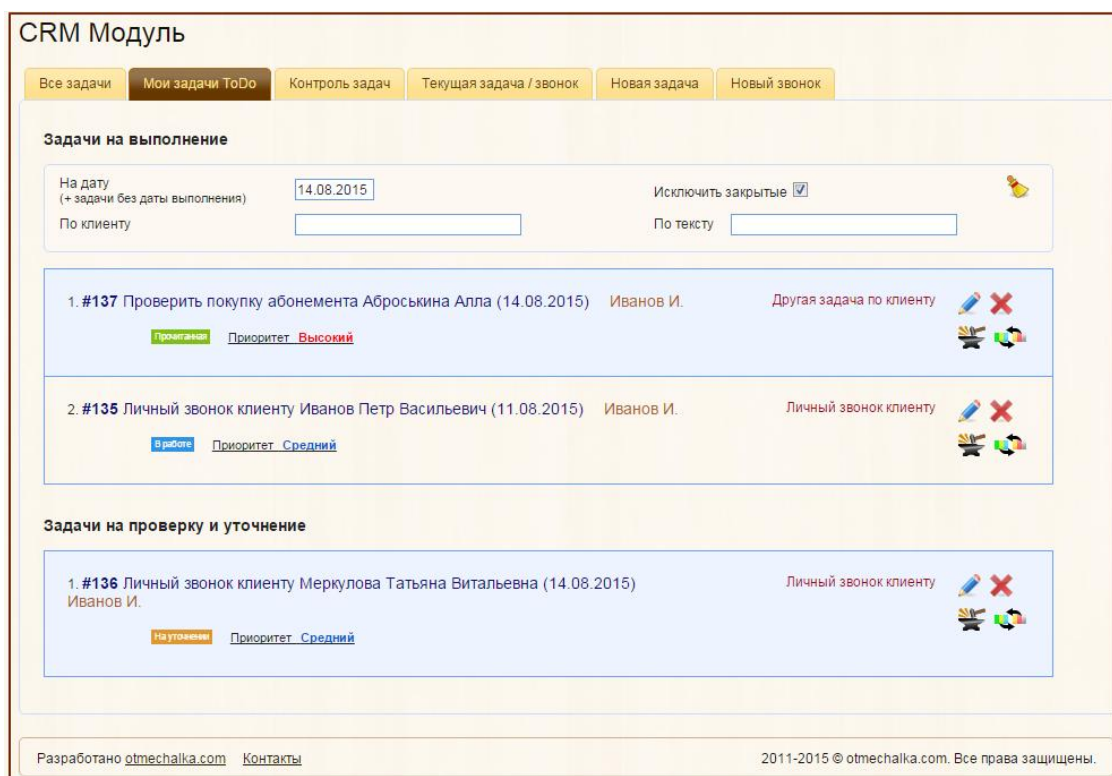 CRM Модуль
Все задачи Мои задачи ToDo Контроль задач Текущая задача / звонок Новая задача Новый звонок
Задачи на выполнение
На дату
(+ задачи без даты выполнения)
14.08.2015
Исключить закрытые
По клиенту
По тексту
1. #137 Проверить покупку абонемента Аброськина Алла (14.08.2015) Иванов И. Другая задача по клиенту
Прочитанная Приоритет Высокий
2. #135 Личный звонок клиенту Иванов Петр Васильевич (11.08.2015) Иванов И. Личный звонок клиенту
В работе Приоритет Средний
Задачи на проверку и уточнение
1. #136 Личный звонок клиенту Меркулова Татьяна Витальевна (14.08.2015) Личный звонок клиенту
Иванов И.
На уточнении Приоритет Средний
Разработано otmechalka.com Контакты 2011-2015 © otmechalka.com. Все права защищены.